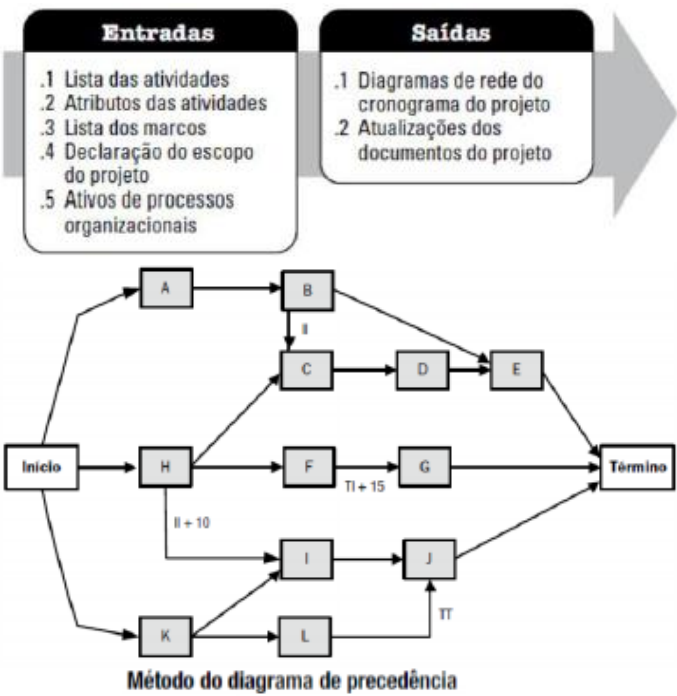 Entradas
.1 Lista das atividades
.2 Atributos das atividades
.3 Lista dos marcos
.4 Declaração do escopo
do projeto
.5 Ativos de processos
organizacionais
Saídas
.1 Diagramas de rede do
cronograma do projeto
.2 Atualizações dos
documentos do projeto
A
B
II
C
D
E
Início
H
F
TI + 15
G
Término
II + 10
I
J
TT
K
L
Método do diagrama de precedência